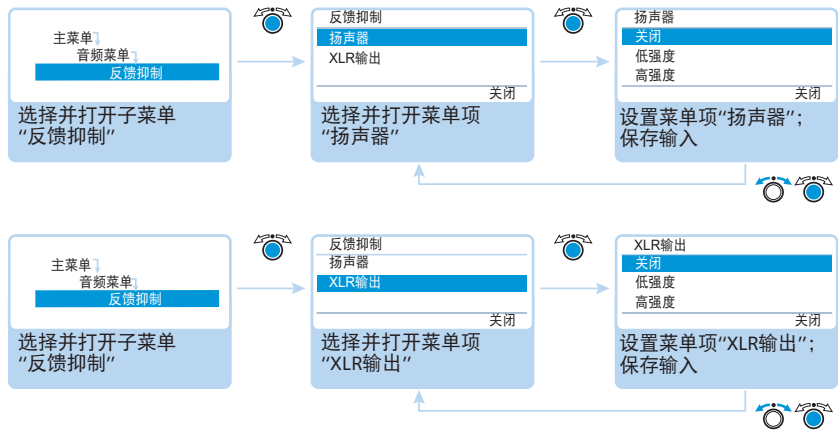 主菜单
音频菜单
反馈抑制
选择并打开子菜单
“反馈抑制”
反馈抑制
扬声器
XLR输出
关闭
选择并打开菜单项
“扬声器”
扬声器
关闭
低强度
高强度
关闭
设置菜单项“扬声器”；
保存输入
主菜单
音频菜单
反馈抑制
选择并打开子菜单
“反馈抑制”
反馈抑制
扬声器
XLR输出
关闭
选择并打开菜单项
“XLR输出”
XLR输出
关闭
低强度
高强度
关闭
设置菜单项“XLR输出”；
保存输入